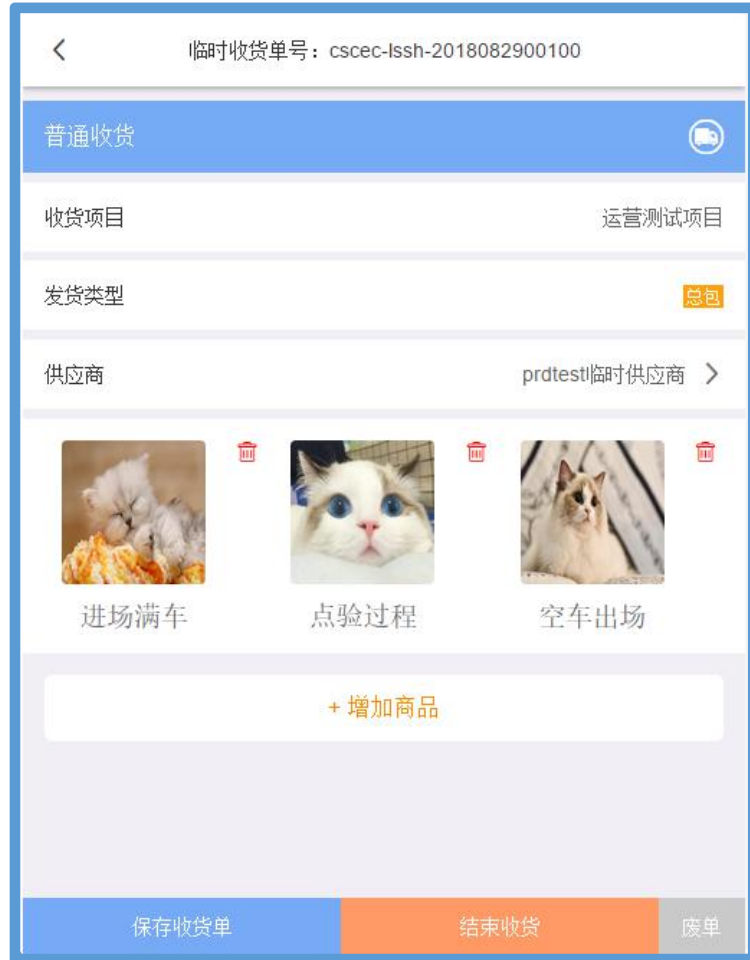 临时收货单号：cscec-lssh-2018082900100
普通收货
收货项目 运营测试项目
发货类型 总包
供应商 prdtest临时供应商
进场满车 点验过程 空车出场
+ 增加商品
保存收货单 结束收货 废单